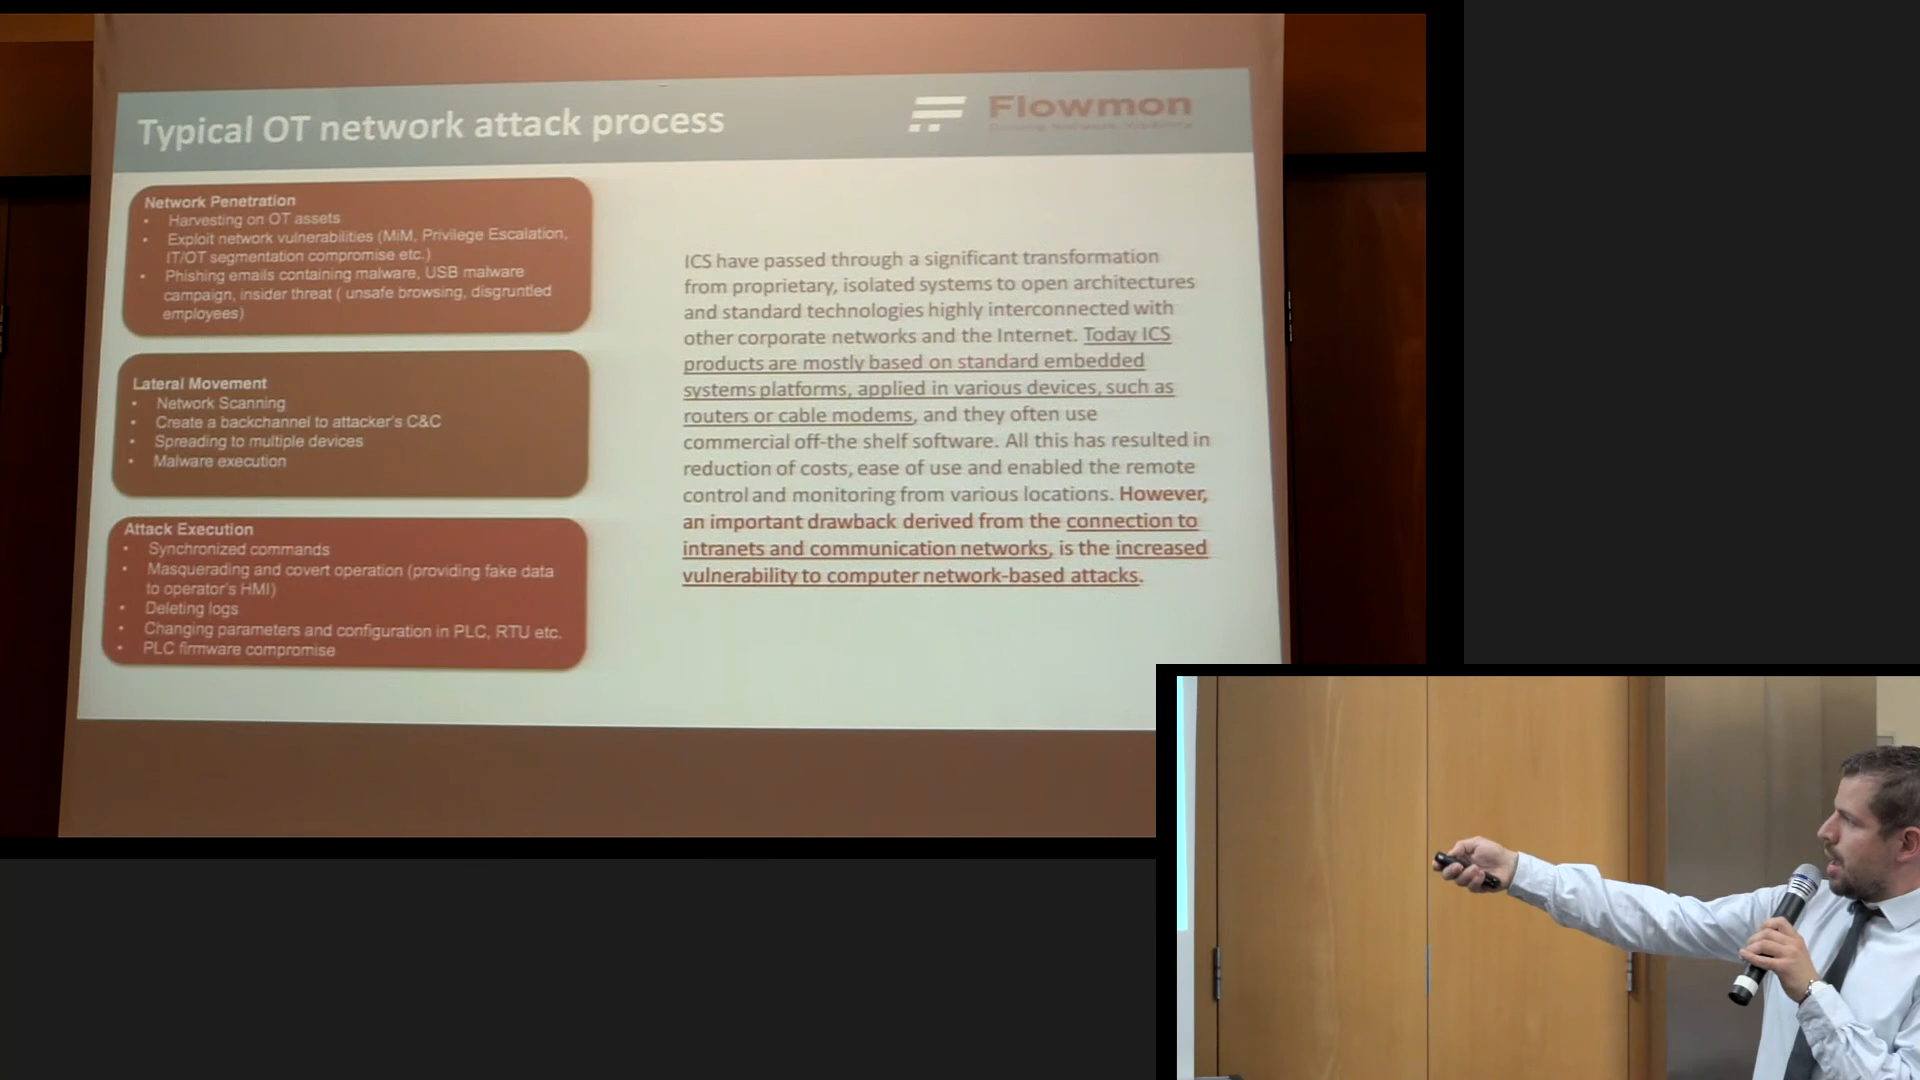 Typical OT network attack process
Flowmon
Network Penetration
• Harvesting on OT assets
• Exploit network vulnerabilities (MiM, Privilege Escalation,
IT/OT segmentation compromise etc.)
• Phishing emails containing malware, USB malware
campaign, insider threat ( unsafe browsing, disgruntled
employees)
Lateral Movement
• Network Scanning
• Create a backchannel to attacker's C&C
• Spreading to multiple devices
• Malware execution
Attack Execution
• Synchronized commands
• Masquerading and covert operation (providing fake data
to operator's HMI)
• Deleting logs
• Changing parameters and configuration in PLC, RTU etc.
• PLC firmware compromise
ICS have passed through a significant transformation
from proprietary, isolated systems to open architectures
and standard technologies highly interconnected with
other corporate networks and the Internet. Today ICS
products are mostly based on standard embedded
systems platforms, applied in various devices, such as
routers or cable modems, and they often use
commercial off-the shelf software. All this has resulted in
reduction of costs, ease of use and enabled the remote
control and monitoring from various locations. However,
an important drawback derived from the connection to
intranets and communication networks, is the increased
vulnerability to computer network-based attacks.